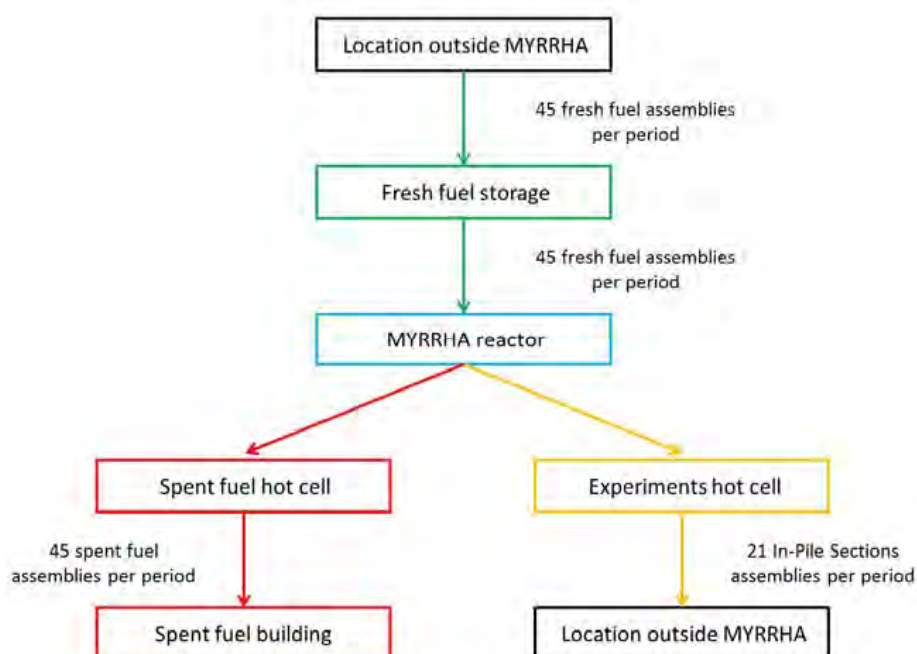 Location outside MYRRHA
45 fresh fuel assemblies
per period
Fresh fuel storage
45 fresh fuel assemblies
per period
MYRRHA reactor
Spent fuel hot cell
Experiments hot cell
45 spent fuel
assemblies per period
21 In-Pile Sections
assemblies per period
Spent fuel building
Location outside MYRRHA